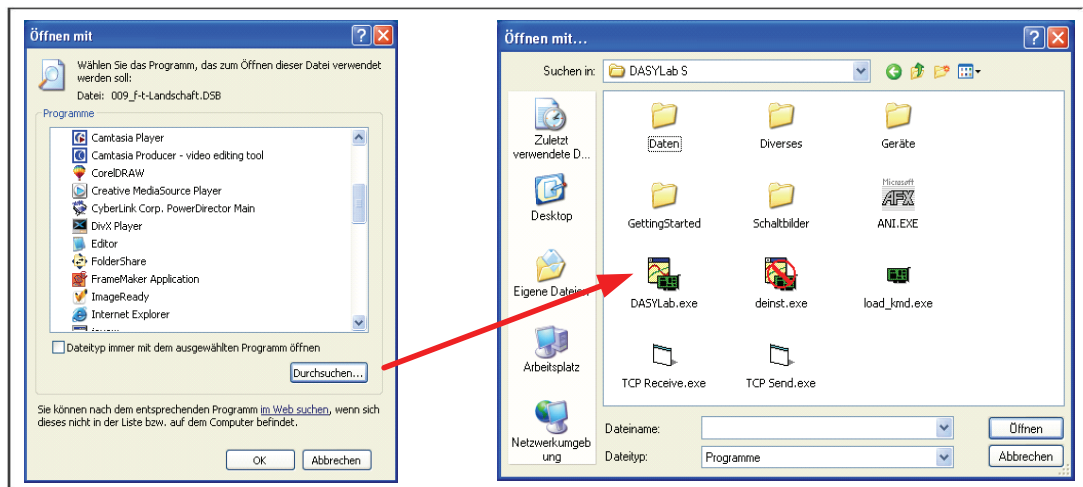 Öffnen mit
Wählen Sie das Programm, das zum Öffnen dieser Datei verwendet
werden soll:
Datei: 009_f-t-Landschaft.DSB
Programme
Camtasia Player
Camtasia Producer - video editing tool
CorelDRAW
Creative MediaSource Player
CyberLink Corp. PowerDirector Main
DivX Player
Editor
FolderShare
FrameMaker Application
ImageReady
Internet Explorer
Dateityp immer mit dem ausgewählten Programm öffnen
Durchsuchen...
Sie können nach dem entsprechenden Programm im Web suchen, wenn sich
dieses nicht in der Liste bzw. auf dem Computer befindet.
OK
Abbrechen
Öffnen mit...
Suchen in:
DASYLab S
Zuletzt
verwendete D...
Desktop
Eigene Dateien
Arbeitsplatz
Netzwerkumgeb
ung
Daten
Diverses
Geräte
GettingStarted
Schaltbilder
Microsoft
AFX
ANI.EXE
DASYLab.exe
deinst.exe
load_kmd.exe
TCP Receive.exe
TCP Send.exe
Dateiname:
Öffnen
Dateityp:
Programme
Abbrechen